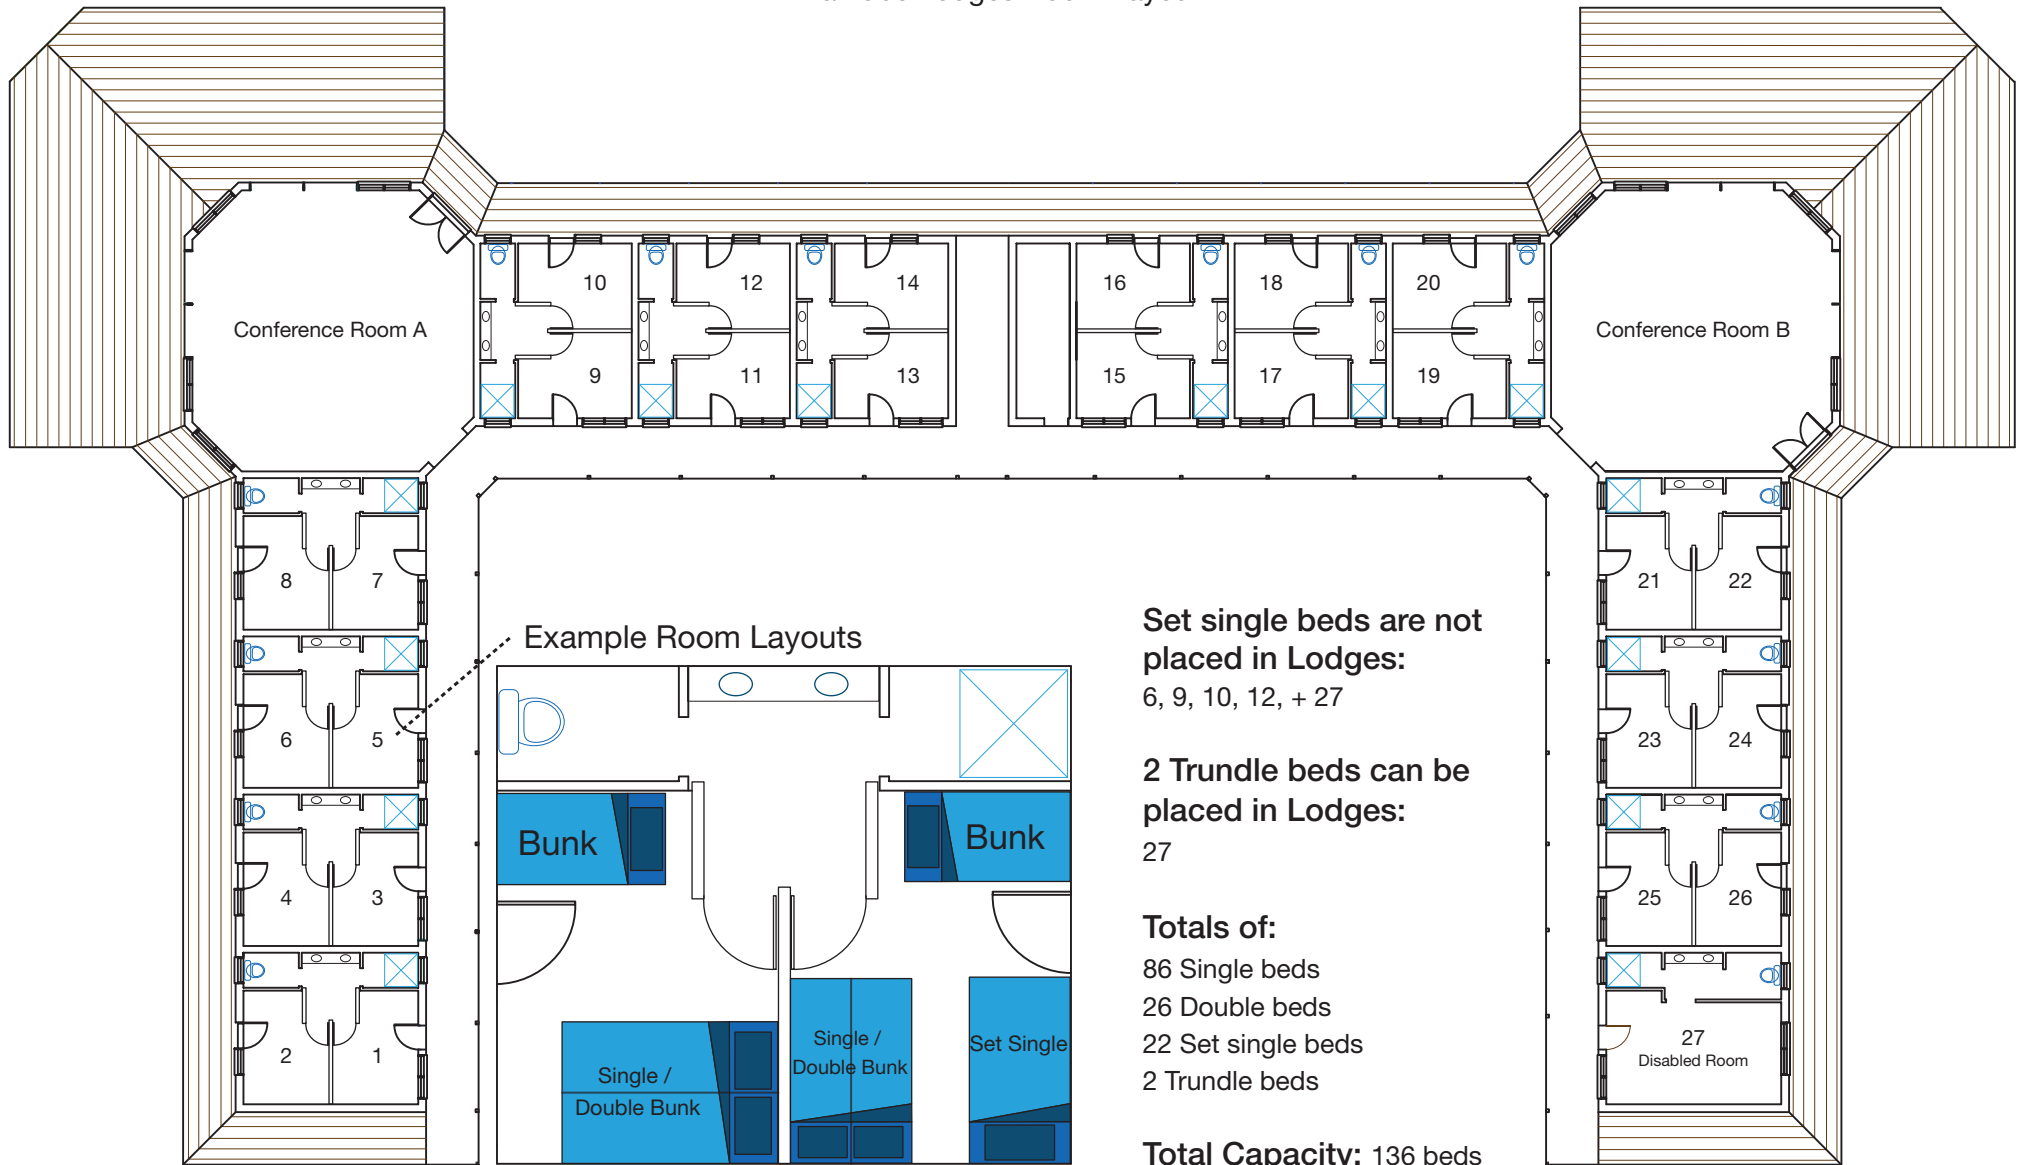 10
12
14
16
18
20
Conference Room A
Conference Room B
9
11
13
15
17
19
8
7
21
22
Example Room Layouts
Set single beds are not
placed in Lodges:
6, 9, 10, 12, + 27
6
5
23
24
2 Trundle beds can be
placed in Lodges:
27
Bunk
Bunk
4
3
25
26
Totals of:
86 Single beds
26 Double beds
22 Set single beds
2 Trundle beds
Single /
Double Bunk
Single /
Double Bunk
Set Single
2
1
27
Disabled Room
Total Capacity: 136 beds